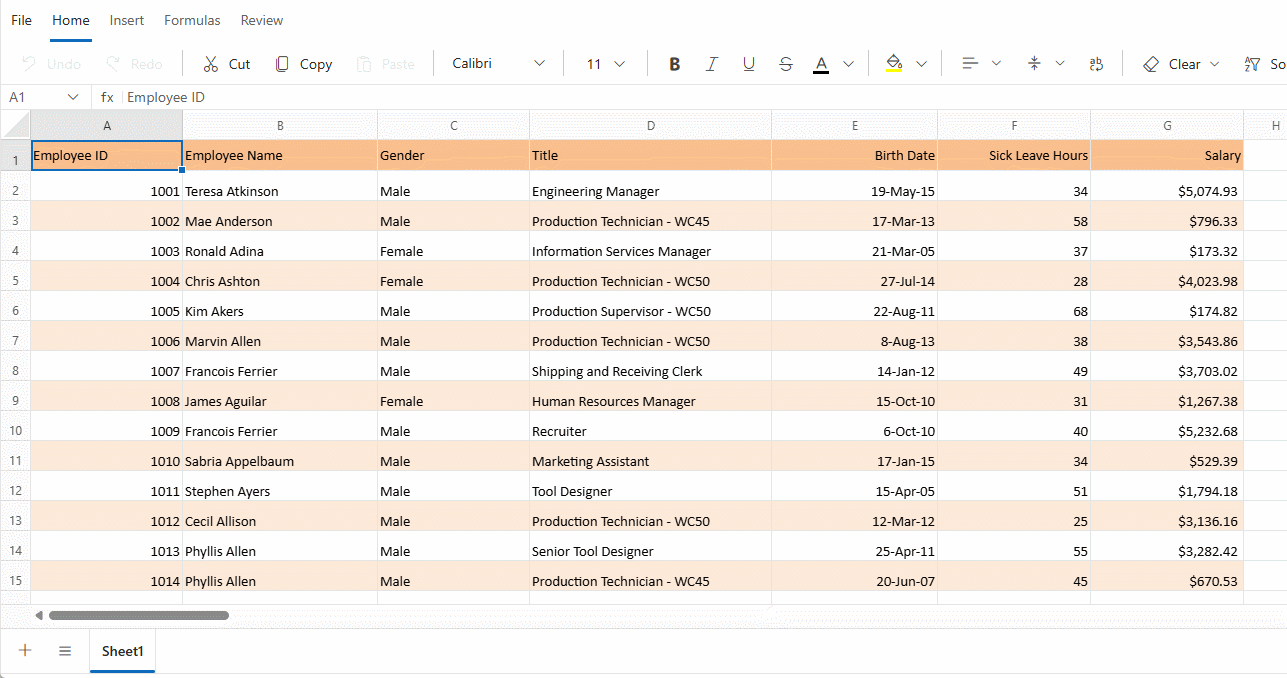 File Home Insert Formulas Review
Undo Redo Cut Copy Paste Calibri 11 B I U S A ab Clear A Z So
A1 fx Employee ID
A B C D E F G H
1 Employee ID Employee Name Gender Title Birth Date Sick Leave Hours Salary
2 1001 Teresa Atkinson Male Engineering Manager 19-May-15 34 $5,074.93
3 1002 Mae Anderson Male Production Technician - WC45 17-Mar-13 58 $796.33
4 1003 Ronald Adina Female Information Services Manager 21-Mar-05 37 $173.32
5 1004 Chris Ashton Female Production Technician - WC50 27-Jul-14 28 $4,023.98
6 1005 Kim Akers Male Production Supervisor - WC50 22-Aug-11 68 $174.82
7 1006 Marvin Allen Male Production Technician - WC50 8-Aug-13 38 $3,543.86
8 1007 Francois Ferrier Male Shipping and Receiving Clerk 14-Jan-12 49 $3,703.02
9 1008 James Aguilar Female Human Resources Manager 15-Oct-10 31 $1,267.38
10 1009 Francois Ferrier Male Recruiter 6-Oct-10 40 $5,232.68
11 1010 Sabria Appelbaum Male Marketing Assistant 17-Jan-15 34 $529.39
12 1011 Stephen Ayers Male Tool Designer 15-Apr-05 51 $1,794.18
13 1012 Cecil Allison Male Production Technician - WC50 12-Mar-12 25 $3,136.16
14 1013 Phyllis Allen Male Senior Tool Designer 25-Apr-11 55 $3,282.42
15 1014 Phyllis Allen Male Production Technician - WC45 20-Jun-07 45 $670.53
Sheet1